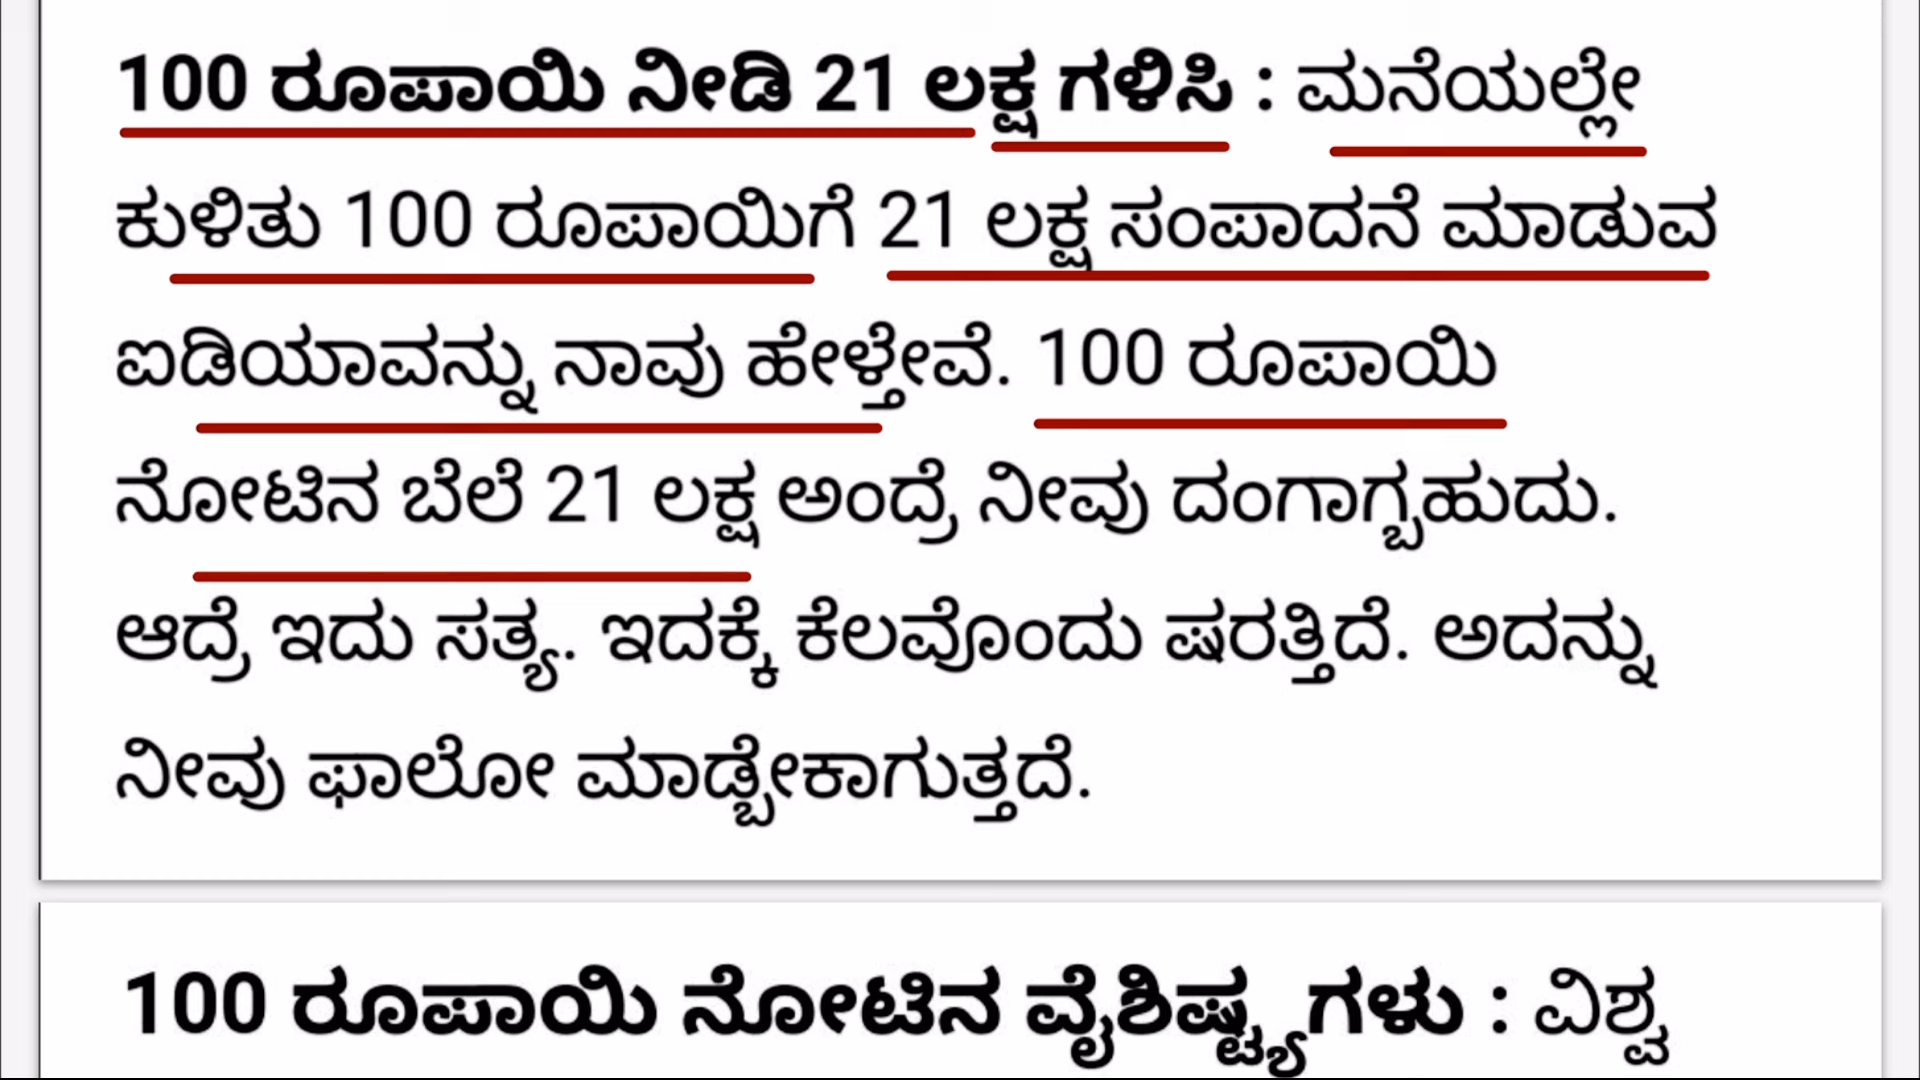 100 ರೂಪಾಯಿ ನೀಡಿ 21 ಲಕ್ಷ ಗಳಿಸಿ : ಮನೆಯಲ್ಲೇ
ಕುಳಿತು 100 ರೂಪಾಯಿಗೆ 21 ಲಕ್ಷ ಸಂಪಾದನೆ ಮಾಡುವ
ಐಡಿಯಾವನ್ನು ನಾವು ಹೇಳ್ತೇವೆ. 100 ರೂಪಾಯಿ
ನೋಟಿನ ಬೆಲೆ 21 ಲಕ್ಷ ಅಂದ್ರೆ ನೀವು ದಂಗಾಗ್ಬಹುದು.
ಆದ್ರೆ ಇದು ಸತ್ಯ. ಇದಕ್ಕೆ ಕೆಲವೊಂದು ಷರತ್ತಿದೆ. ಅದನ್ನು
ನೀವು ಫಾಲೋ ಮಾಡ್ಬೇಕಾಗುತ್ತದೆ.
100 ರೂಪಾಯಿ ನೋಟಿನ ವೈಶಿಷ್ಟ್ಯಗಳು : ವಿಶ್ವ